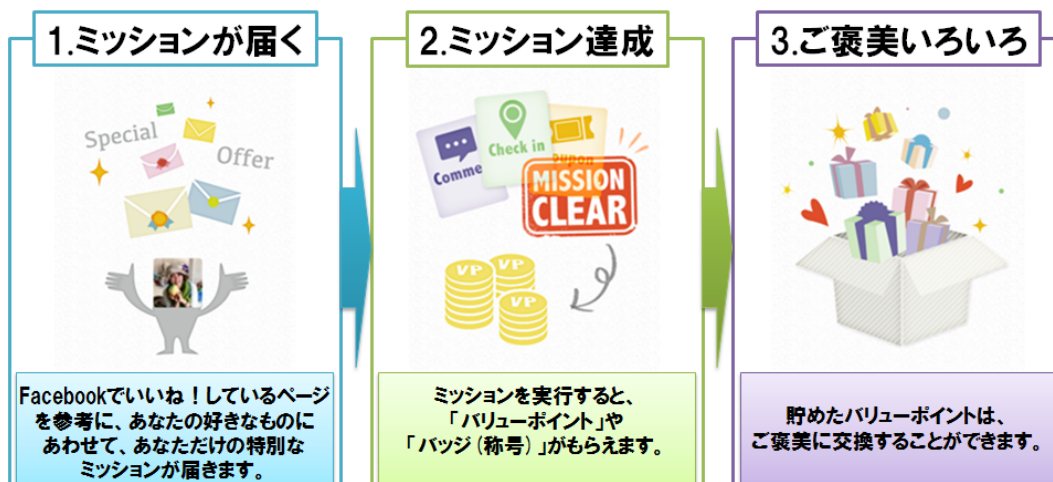 1.ミッションが届く
Special
Offer
Facebookでいいね！しているページ
を参考に、あなたの好きなものに
あわせて、あなただけの特別な
ミッションが届きます。
2.ミッション達成
Comme
Check in
MISSION
CLEAR
VP
VP
VP
ミッションを実行すると、
「バリューポイント」や
「バッジ（称号）」がもらえます。
3.ご褒美いろいろ
貯めたバリューポイントは、
ご褒美に交換することができます。